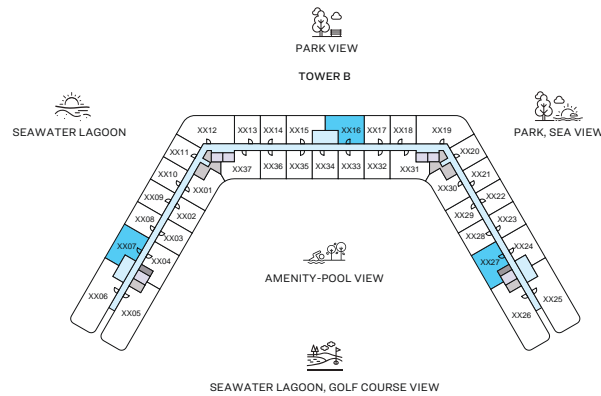 PARK VIEW
TOWER B
SEAWATER LAGOON
PARK, SEA VIEW
XX12
XX13
XX14
XX15
XX16
XX17
XX18
XX19
XX11
XX20
XX10
XX01
XX37
XX36
XX35
XX34
XX33
XX32
XX31
XX30
XX21
XX09
XX02
XX29
XX22
XX08
XX03
XX28
XX23
XX07
XX04
XX27
XX24
XX06
XX05
XX26
XX25
AMENITY-POOL VIEW
SEAWATER LAGOON, GOLF COURSE VIEW